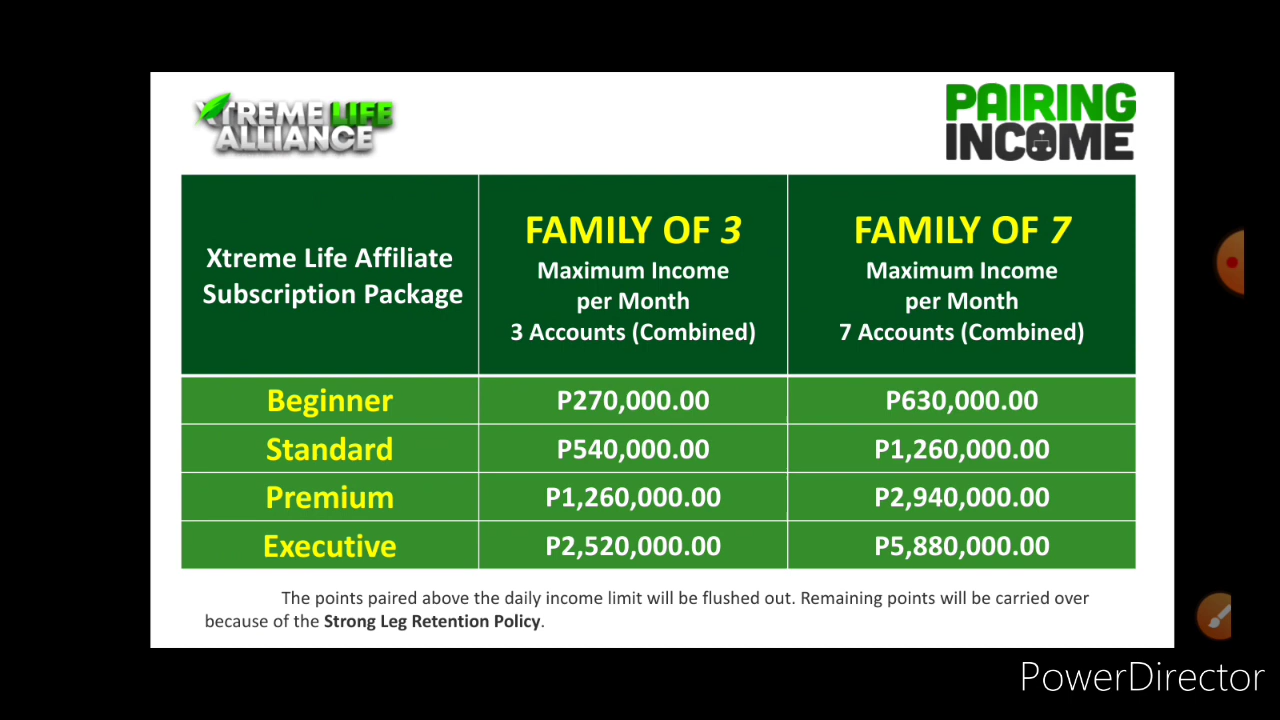 XTREME LIFE
ALLIANCE
PAIRING
INCOME
Xtreme Life Affiliate
Subscription Package
FAMILY OF 3
Maximum Income
per Month
3 Accounts (Combined)
FAMILY OF 7
Maximum Income
per Month
7 Accounts (Combined)
Beginner P270,000.00 P630,000.00
Standard P540,000.00 P1,260,000.00
Premium P1,260,000.00 P2,940,000.00
Executive P2,520,000.00 P5,880,000.00
The points paired above the daily income limit will be flushed out. Remaining points will be carried over
because of the Strong Leg Retention Policy.
PowerDirector